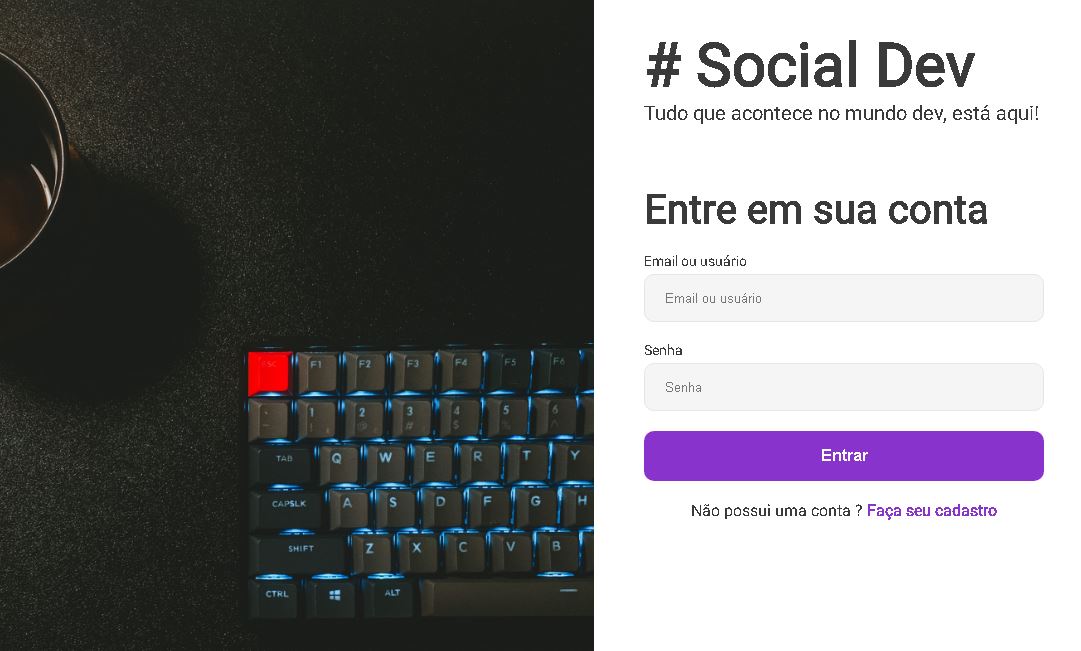 # Social Dev
Tudo que acontece no mundo dev, está aqui!
Entre em sua conta
Email ou usuário
Email ou usuário
Senha
Senha
Entrar
Não possui uma conta ? Faça seu cadastro
ESC F1 F2 F3 F4 F5 F6
1 ! 2 @ 3 # 4 $ 5 6 ^
TAB Q W E R T Y
CAPSLK A S D F G H
SHIFT Z X C V B
CTRL ALT